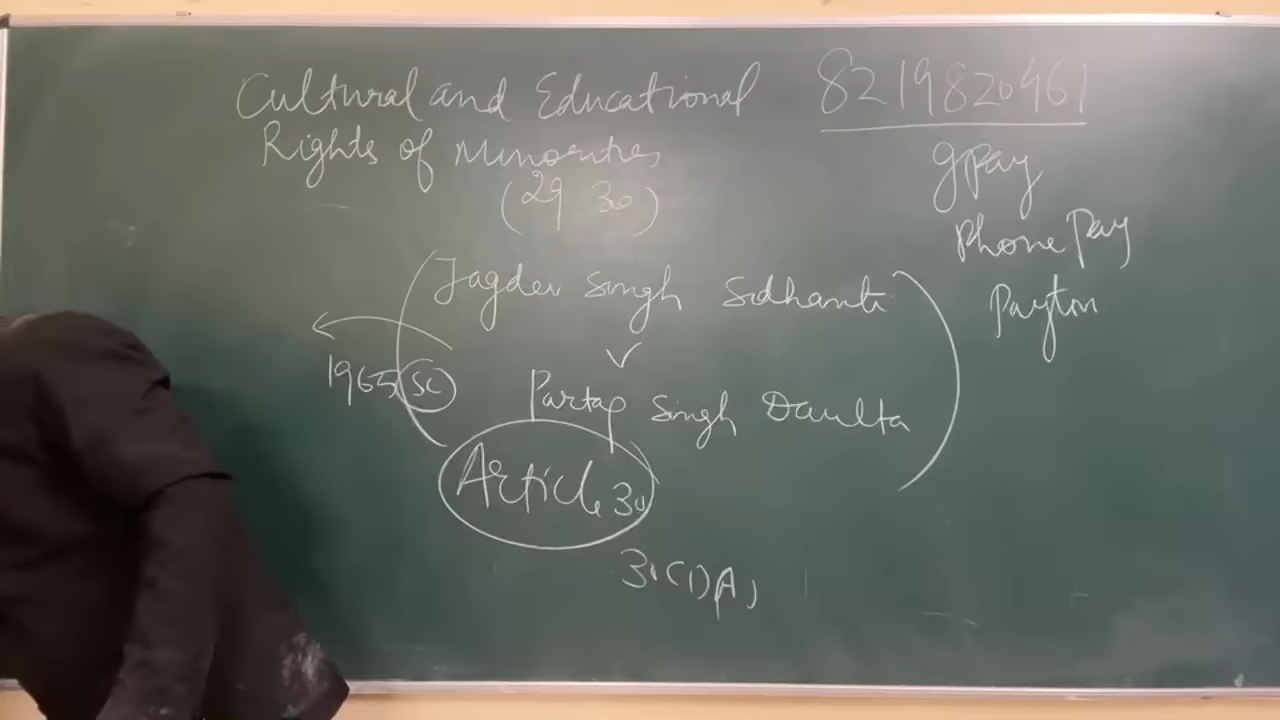 Cultural and Educational
Rights of Minorities
(29 30)
8219820461
gpay
Phone Pay
Paytm
Jagdev Singh Sidhanti
v
Partap Singh Daulta
1965 SC
Article 30
30(1)A)